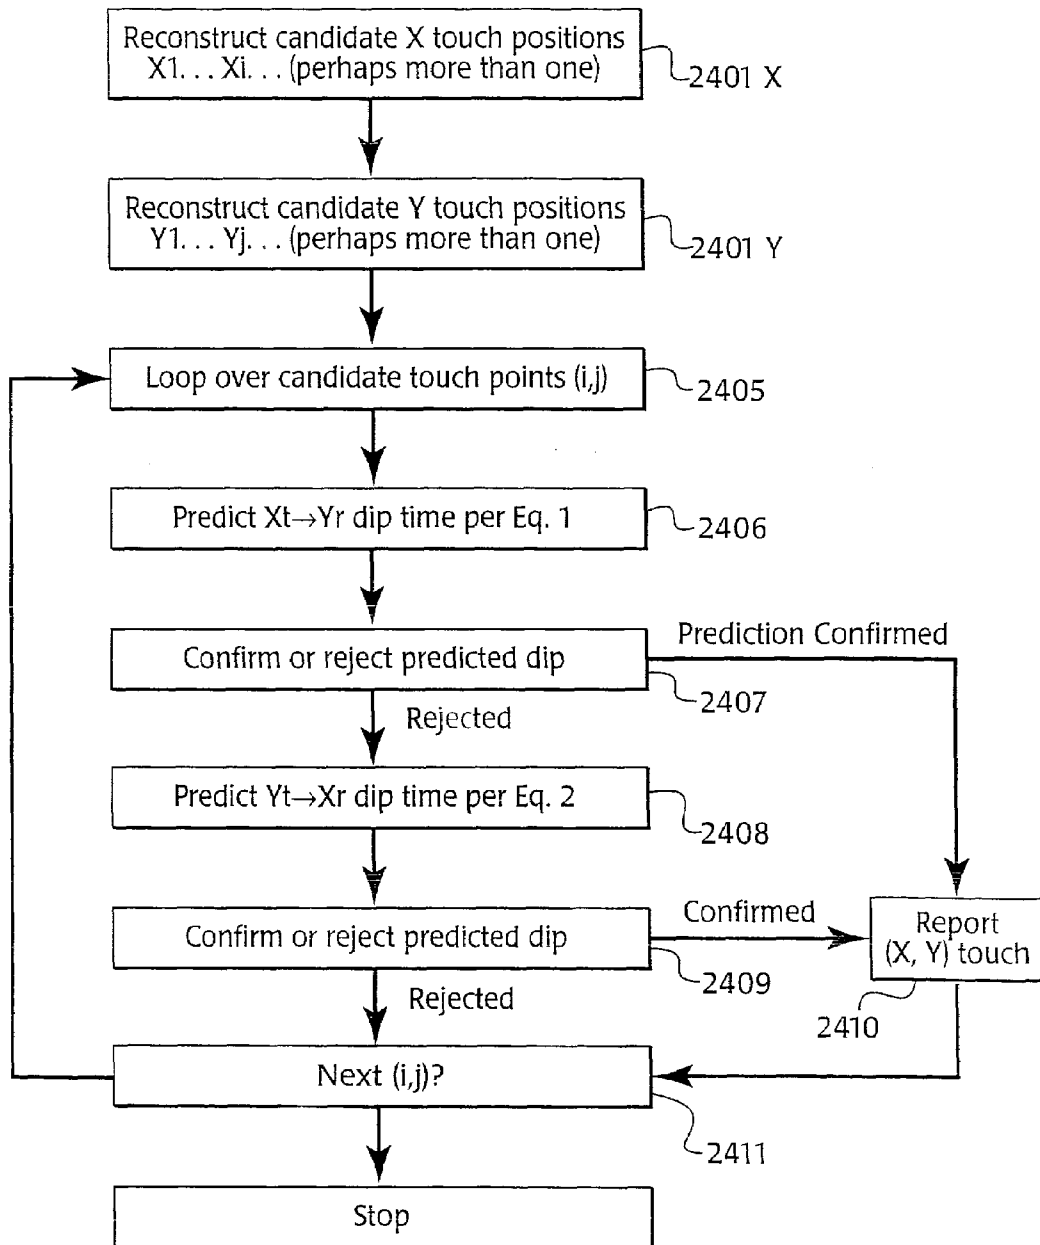 Reconstruct candidate X touch positions
X1. . . Xi. . . (perhaps more than one)
2401 X
Reconstruct candidate Y touch positions
Y1. . . Yj. . . (perhaps more than one)
2401 Y
Loop over candidate touch points (i,j)
2405
Predict Xt→Yr dip time per Eq. 1
2406
Prediction Confirmed
Confirm or reject predicted dip
2407
Rejected
Predict Yt→Xr dip time per Eq. 2
2408
Confirmed
Confirm or reject predicted dip
2409
Report
(X, Y) touch
2410
Rejected
Next (i,j)?
2411
Stop